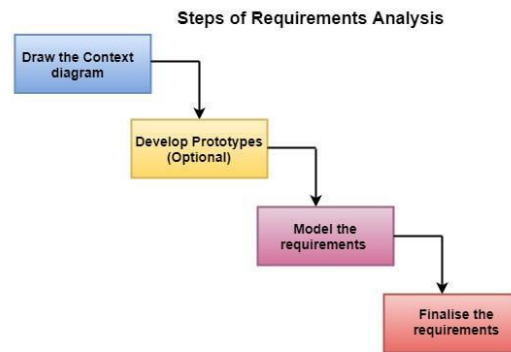 Steps of Requirements Analysis
Draw the Context
diagram
Develop Prototypes
(Optional)
Model the
requirements
Finalise the
requirements